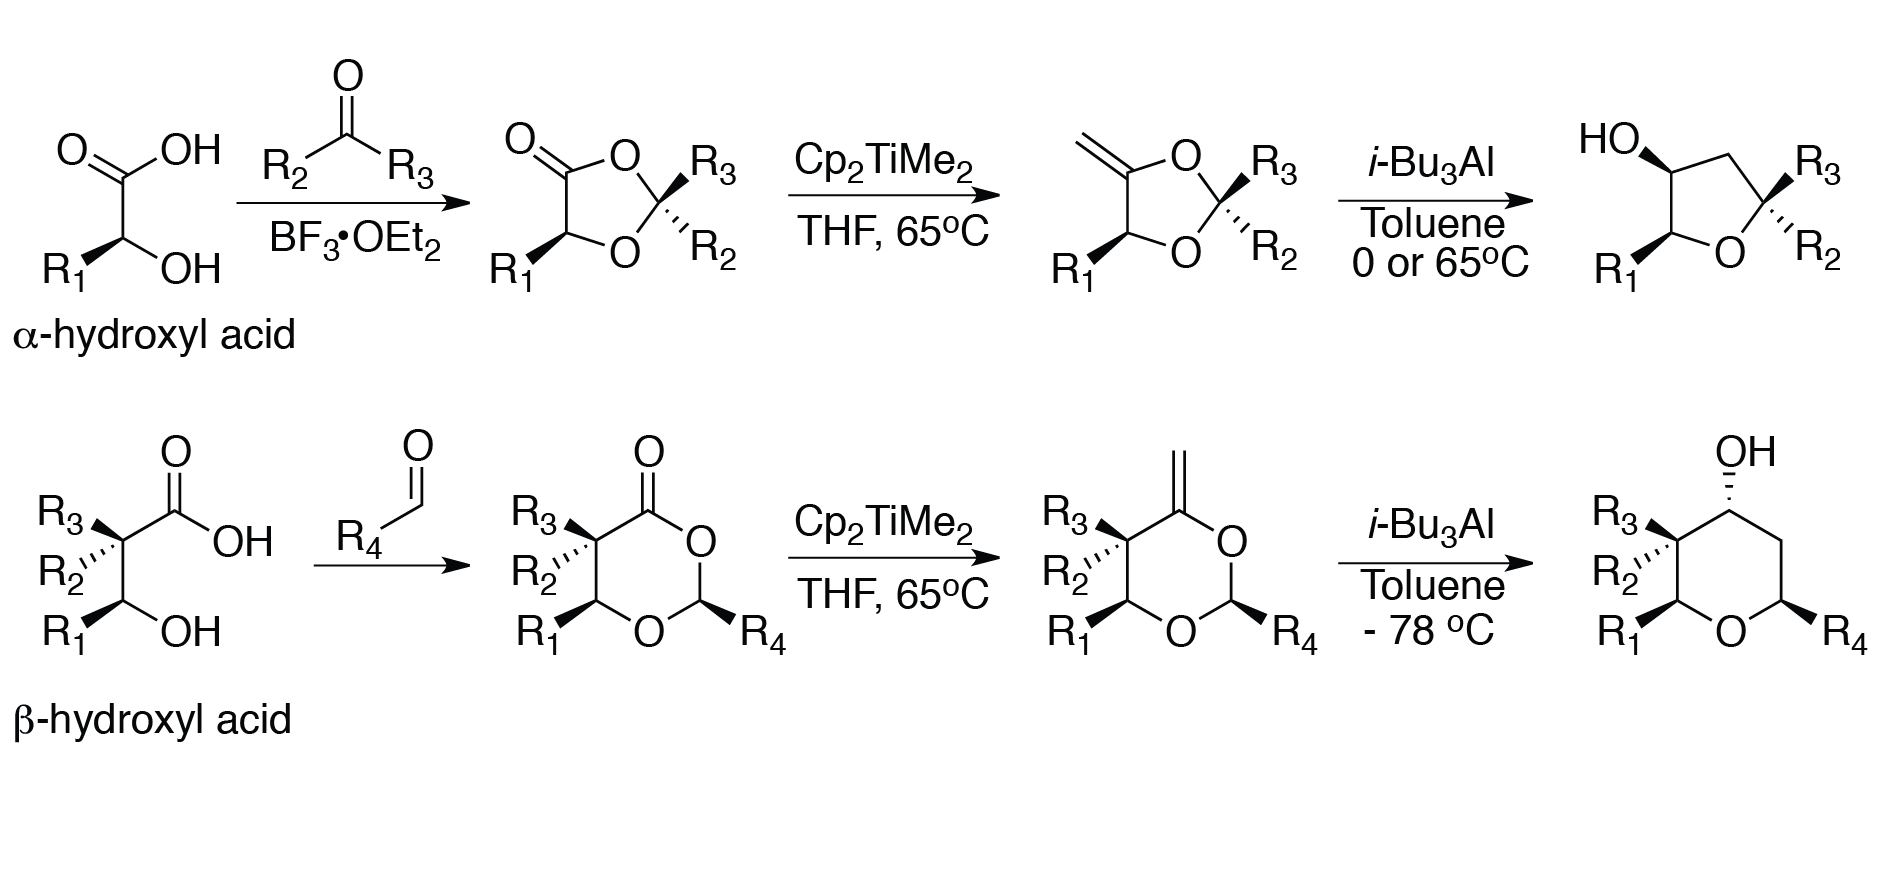 O OH R₁ OH
α-hydroxyl acid
O R₂ R₃
BF₃•OEt₂
O O R₃ R₁ O R₂
Cp₂TiMe₂
THF, 65ºC
O R₃ R₁ O R₂
i-Bu₃Al
Toluene
0 or 65ºC
HO R₃ R₁ O R₂
O R₃ OH R₂ R₁ OH
β-hydroxyl acid
O R₄
O R₃ O R₂ R₁ O R₄
Cp₂TiMe₂
THF, 65ºC
R₃ O R₂ R₁ O R₄
i-Bu₃Al
Toluene
- 78 ºC
OH R₃ R₂ R₁ O R₄